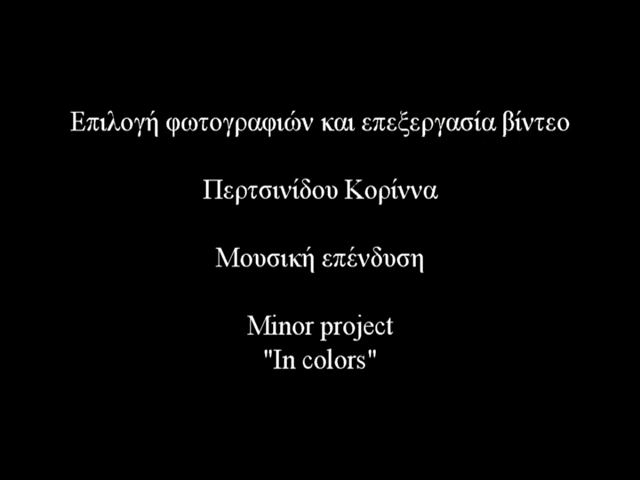 Επιλογή φωτογραφιών και επεξεργασία βίντεο
Περτσινίδου Κορίννα
Μουσική επένδυση
Minor project
"In colors"